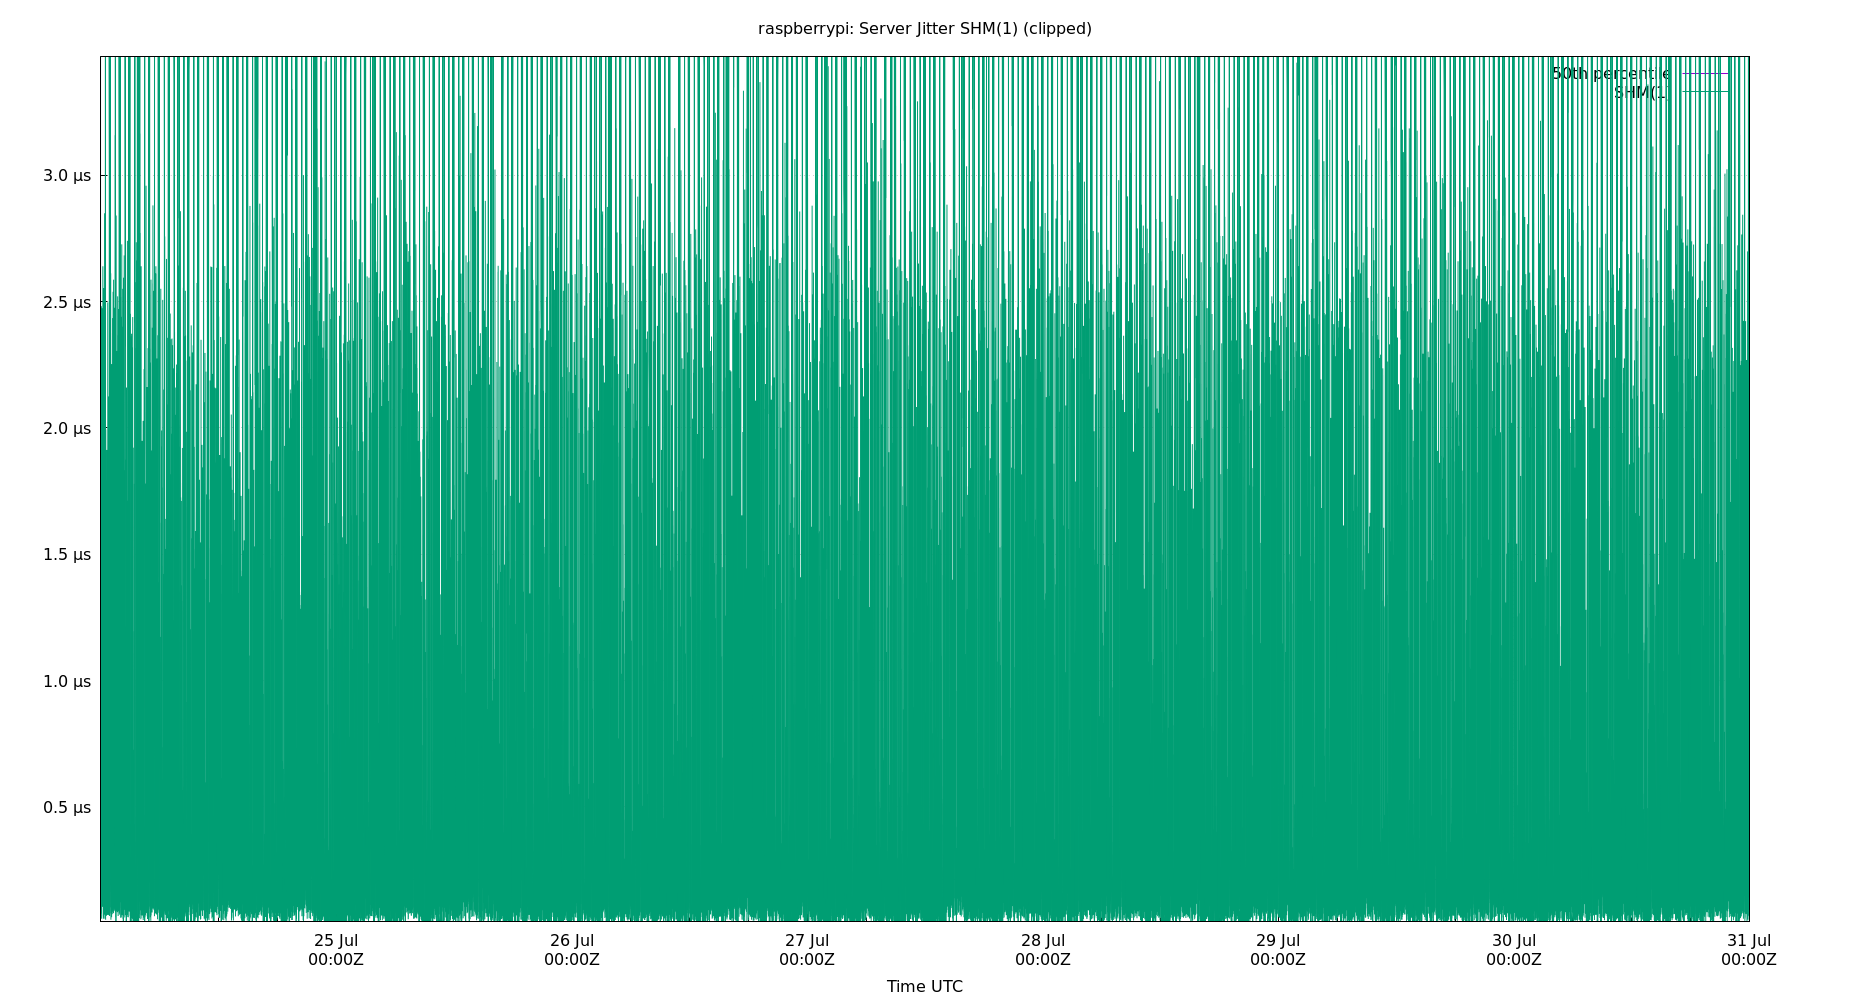 raspberrypi: Server Jitter SHM(1) (clipped)
50th percentile
SHM(1)
3.0 µs
2.5 µs
2.0 µs
1.5 µs
1.0 µs
0.5 µs
25 Jul 26 Jul 27 Jul 28 Jul 29 Jul 30 Jul 31 Jul
00:00Z 00:00Z 00:00Z 00:00Z 00:00Z 00:00Z 00:00Z
Time UTC